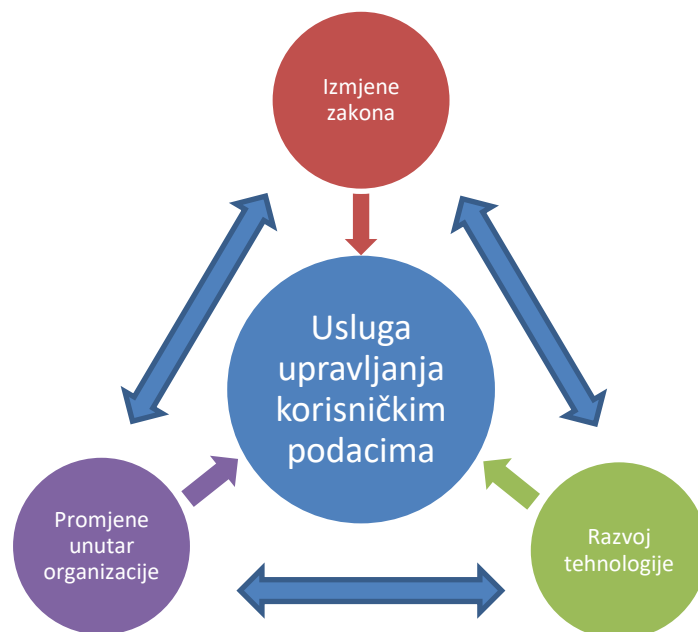 Izmjene
zakona
Usluga
upravljanja
korisničkim
podacima
Promjene
unutar
organizacije
Razvoj
tehnologije